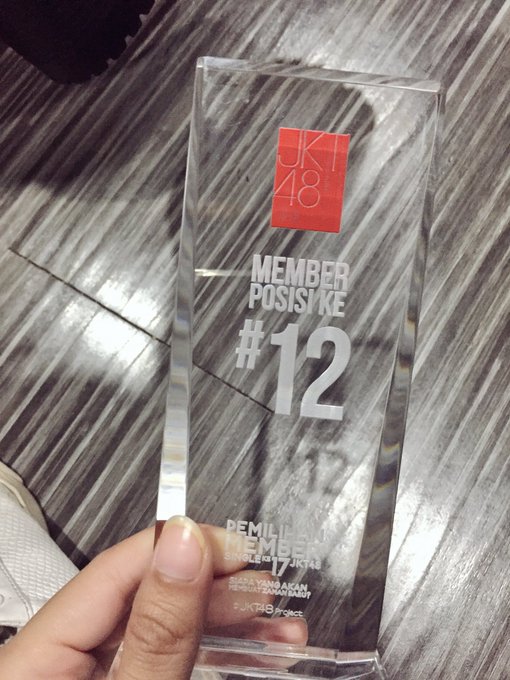 JKT
48
MEMBER
POSISI KE
#12
MEMBER
SINGLE KE-17 JKT48
SIAPA YANG AKAN
MEMBUAT ZAMAN BARU?
# JKT48 Project